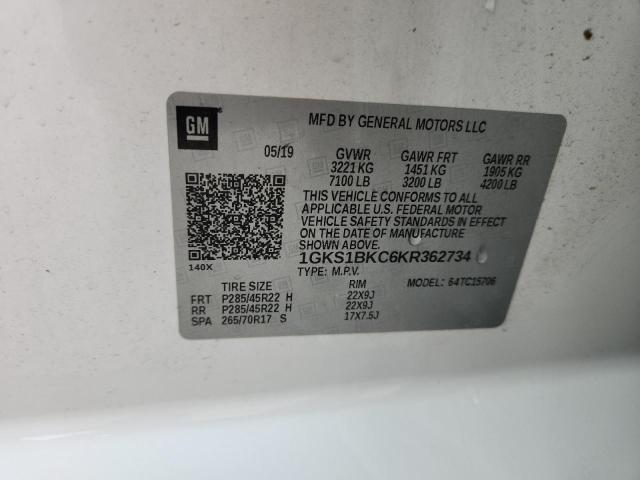 GM
MFD BY GENERAL MOTORS LLC
05/19 GVWR GAWR FRT GAWR RR
3221 KG 1451 KG 1905 KG
7100 LB 3200 LB 4200 LB
THIS VEHICLE CONFORMS TO ALL
APPLICABLE U.S. FEDERAL MOTOR
VEHICLE SAFETY STANDARDS IN EFFECT
ON THE DATE OF MANUFACTURE
140X 1GKS1BKC6KR362734
TYPE: M.P.V. MODEL: 64TC15706
TIRE SIZE RIM
FRT P285/45R22 H 22X9J
RR P285/45R22 H 22X9J
SPA 265/70R17 S 17X7.5J